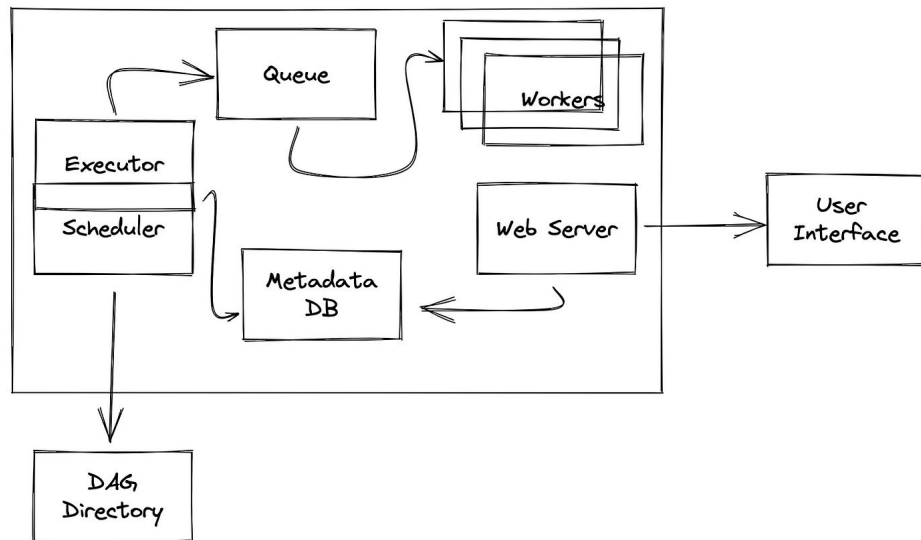 Queue
Workers
Executor
Scheduler
Web Server
User
Interface
Metadata
DB
DAG
Directory